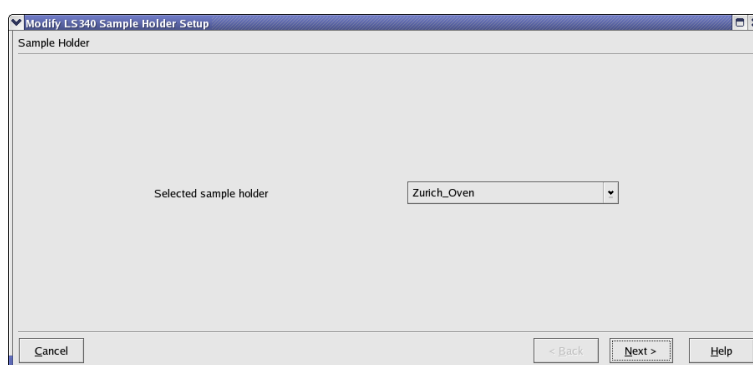 Modify LS340 Sample Holder Setup
Sample Holder
Selected sample holder Zurich_Oven
Cancel < Back Next > Help